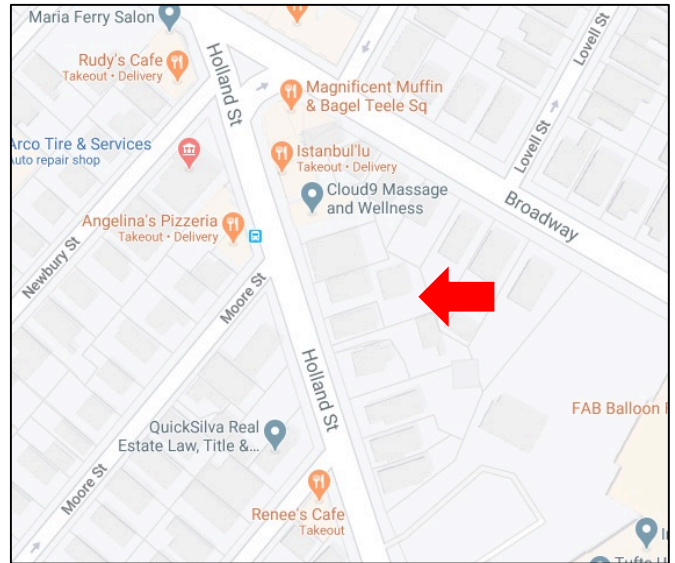 Maria Ferry Salon
Rudy's Cafe
Takeout • Delivery
Holland St
Lovell St
Magnificent Muffin
& Bagel Teele Sq
Arco Tire & Services
Auto repair shop
Istanbul'lu
Takeout • Delivery
Lovell St
Cloud9 Massage
and Wellness
Broadway
Angelina's Pizzeria
Takeout • Delivery
Newbury St
Moore St
Holland St
FAB Balloon
QuickSilva Real
Estate Law, Title &...
Moore St
Renee's Cafe
Takeout